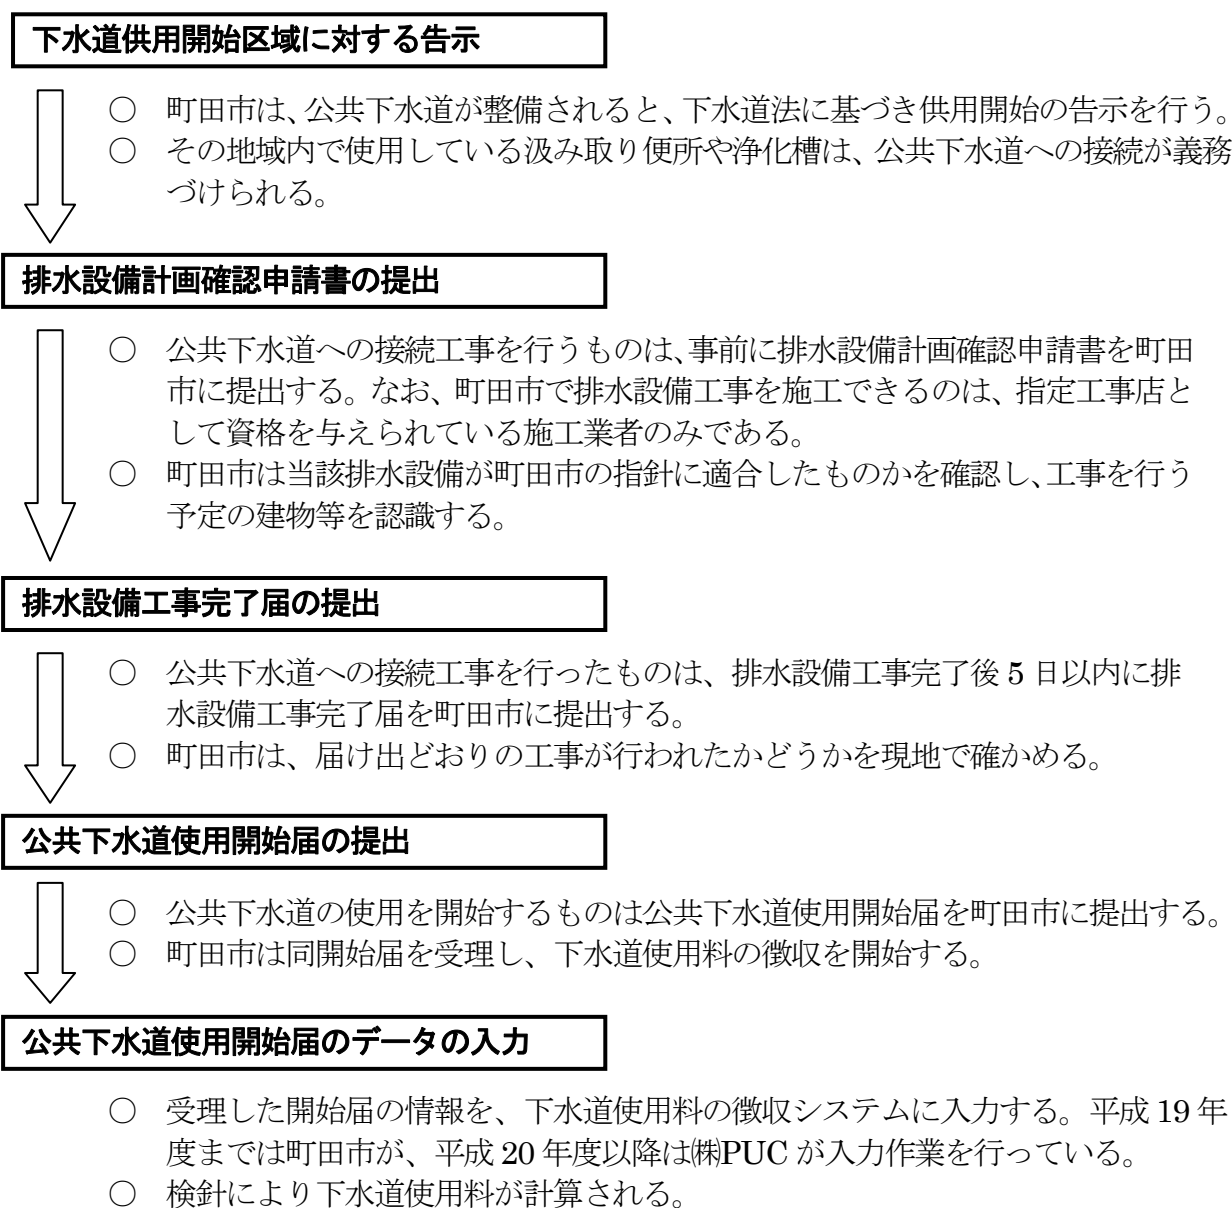 下水道供用開始区域に対する告示
○ 町田市は、公共下水道が整備されると、下水道法に基づき供用開始の告示を行う。
○ その地域内で使用している汲み取り便所や浄化槽は、公共下水道への接続が義務
づけられる。
排水設備計画確認申請書の提出
○ 公共下水道への接続工事を行うものは、事前に排水設備計画確認申請書を町田
市に提出する。なお、町田市で排水設備工事を施工できるのは、指定工事店と
して資格を与えられている施工業者のみである。
○ 町田市は当該排水設備が町田市の指針に適合したものかを確認し、工事を行う
予定の建物等を認識する。
排水設備工事完了届の提出
○ 公共下水道への接続工事を行ったものは、排水設備工事完了後 5 日以内に排
水設備工事完了届を町田市に提出する。
○ 町田市は、届け出どおりの工事が行われたかどうかを現地で確かめる。
公共下水道使用開始届の提出
○ 公共下水道の使用を開始するものは公共下水道使用開始届を町田市に提出する。
○ 町田市は同開始届を受理し、下水道使用料の徴収を開始する。
公共下水道使用開始届のデータの入力
○ 受理した開始届の情報を、下水道使用料の徴収システムに入力する。平成 19 年
度までは町田市が、平成 20 年度以降は㈱PUC が入力作業を行っている。
○ 検針により下水道使用料が計算される。